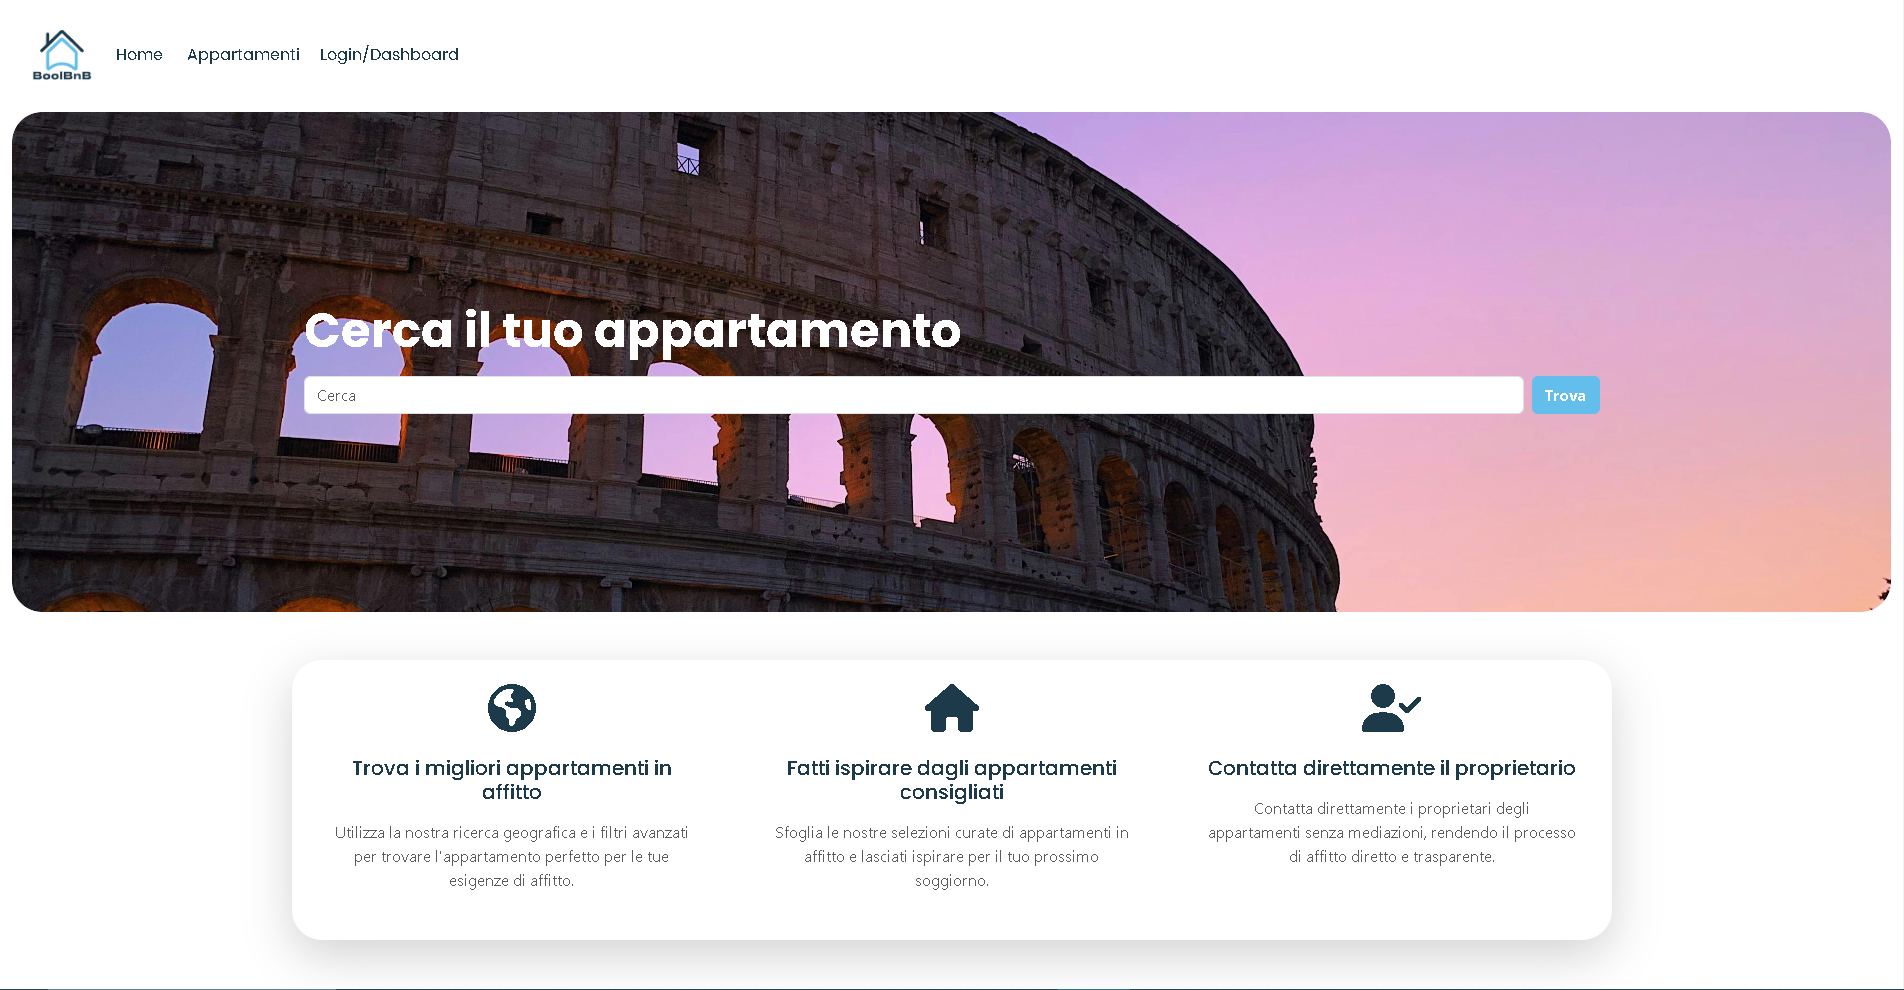 BoolBnB
Home Appartamenti Login/Dashboard
Cerca il tuo appartamento
Cerca
Trova
Trova i migliori appartamenti in
affitto
Utilizza la nostra ricerca geografica e i filtri avanzati
per trovare l'appartamento perfetto per le tue
esigenze di affitto.
Fatti ispirare dagli appartamenti
consigliati
Sfoglia le nostre selezioni curate di appartamenti in
affitto e lasciati ispirare per il tuo prossimo
soggiorno.
Contatta direttamente il proprietario
Contatta direttamente i proprietari degli
appartamenti senza mediazioni, rendendo il processo
di affitto diretto e trasparente.